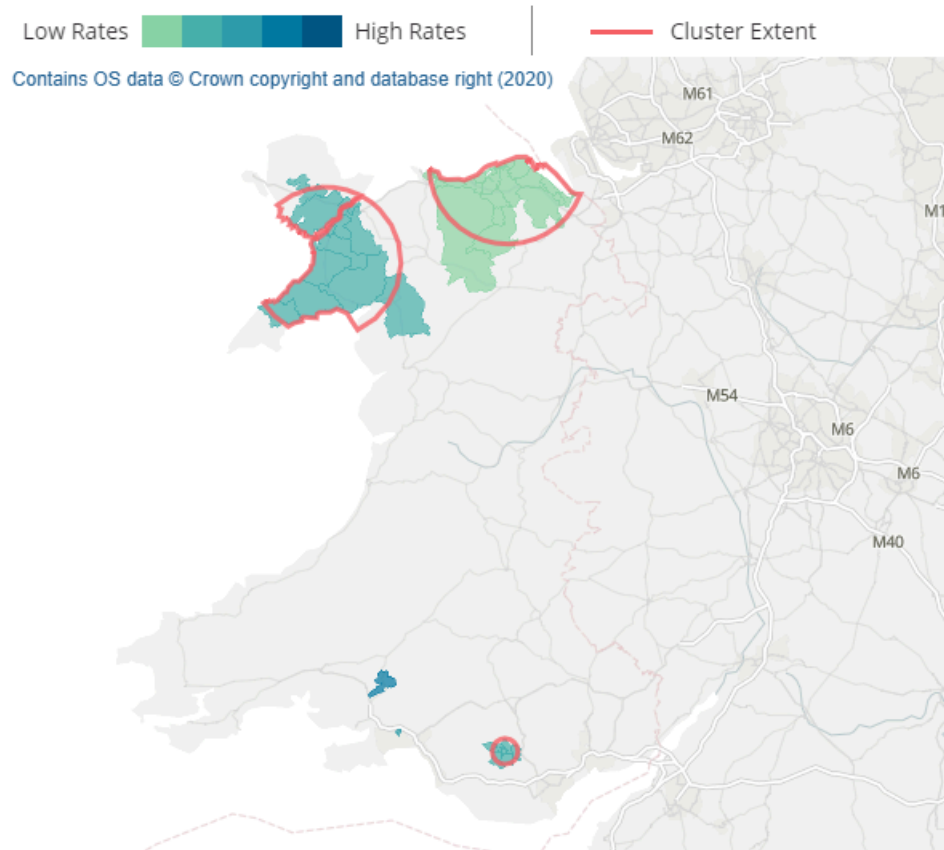 Low Rates High Rates Cluster Extent
Contains OS data © Crown copyright and database right (2020)
M61
M62
M1
M54
M6
M6
M40